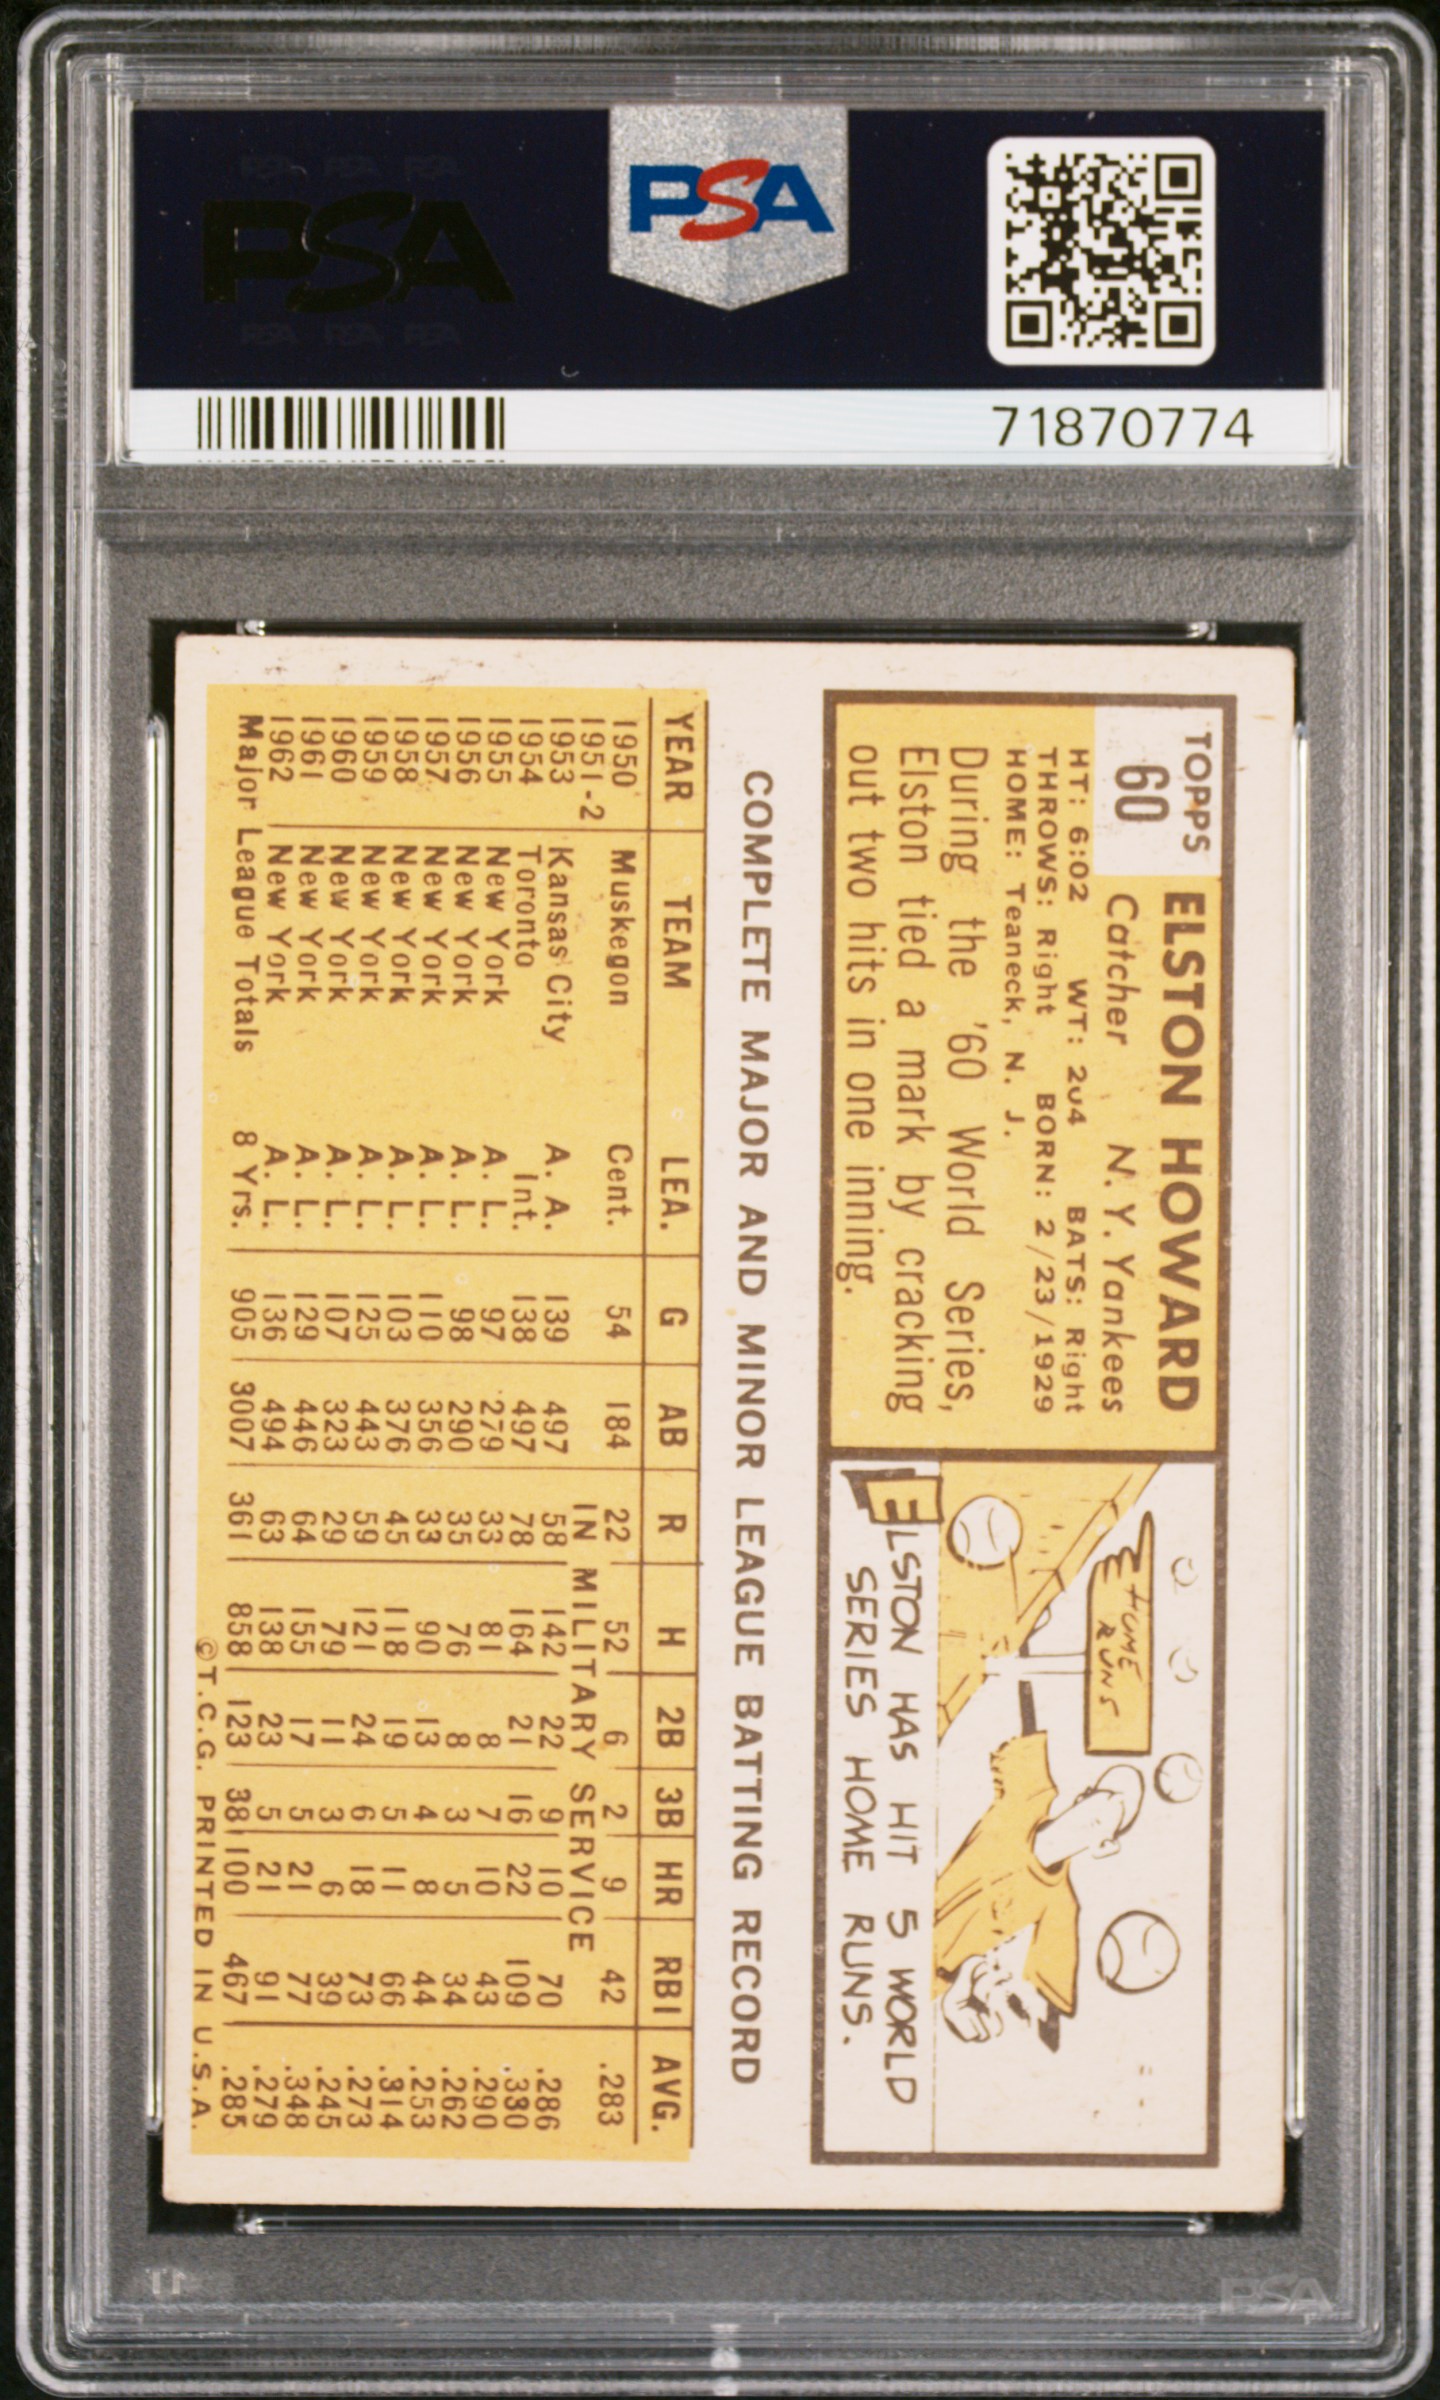 PSA
PSA
71870774
TOPPS
60
ELSTON HOWARD
Catcher N. Y. Yankees
HT: 6:02 WT: 204 BATS: Right
THROWS: Right BORN: 2/23/1929
HOME: Teaneck, N. J.
During the '60 World Series,
Elston tied a mark by cracking
out two hits in one inning.
HOME
RUNS
ELSTON HAS HIT 5 WORLD
SERIES HOME RUNS.
COMPLETE MAJOR AND MINOR LEAGUE BATTING RECORD
YEAR TEAM LEA. G AB R H 2B 3B HR RBI AVG.
1950 Muskegon Cent. 54 184 22 52 6 2 9 42 .283
1951-2 IN MILITARY SERVICE
1953 Kansas City A. A. 139 497 58 142 22 9 10 70 .286
1954 Toronto Int. 138 497 78 164 21 16 22 109 .330
1955 New York A. L. 97 279 33 81 8 7 10 43 .290
1956 New York A. L. 98 290 35 76 8 3 5 34 .262
1957 New York A. L. 110 356 33 90 13 4 8 44 .253
1958 New York A. L. 103 376 45 118 19 5 11 66 .314
1959 New York A. L. 125 443 59 121 24 6 18 73 .273
1960 New York A. L. 107 323 29 79 11 3 6 39 .245
1961 New York A. L. 129 446 64 155 17 5 21 77 .348
1962 New York A. L. 136 494 63 138 23 5 21 91 .279
Major League Totals 8 Yrs. 905 3007 361 858 123 38 100 467 .285
©T.C.G. PRINTED IN U.S.A.
PSA